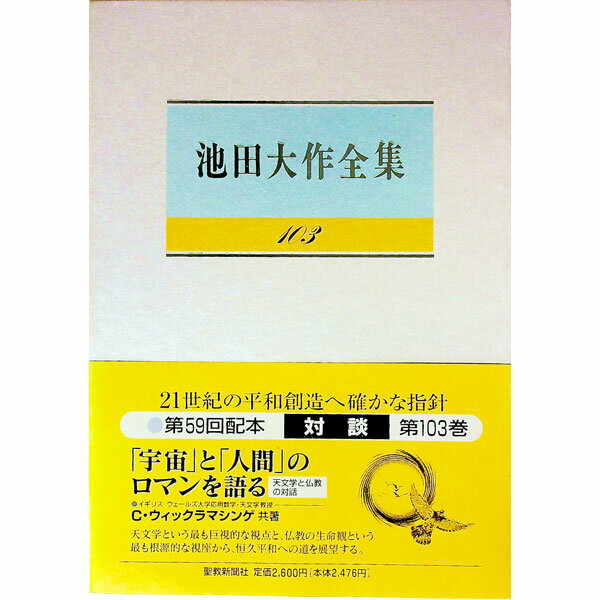 池田大作全集
103
21世紀の平和創造へ確かな指針
第59回配本 対談 第103巻
「宇宙」と「人間」の
ロマンを語る 天文学と仏教の対話
●イギリス ウェールズ大学応用数学・天文学教授
C・ウィックラマシンゲ 共著
天文学という最も巨視的な視点と、仏教の生命観という
最も根源的な視座から、恒久平和への道を展望する。
聖教新聞社 定価2,600円[本体2,476円]